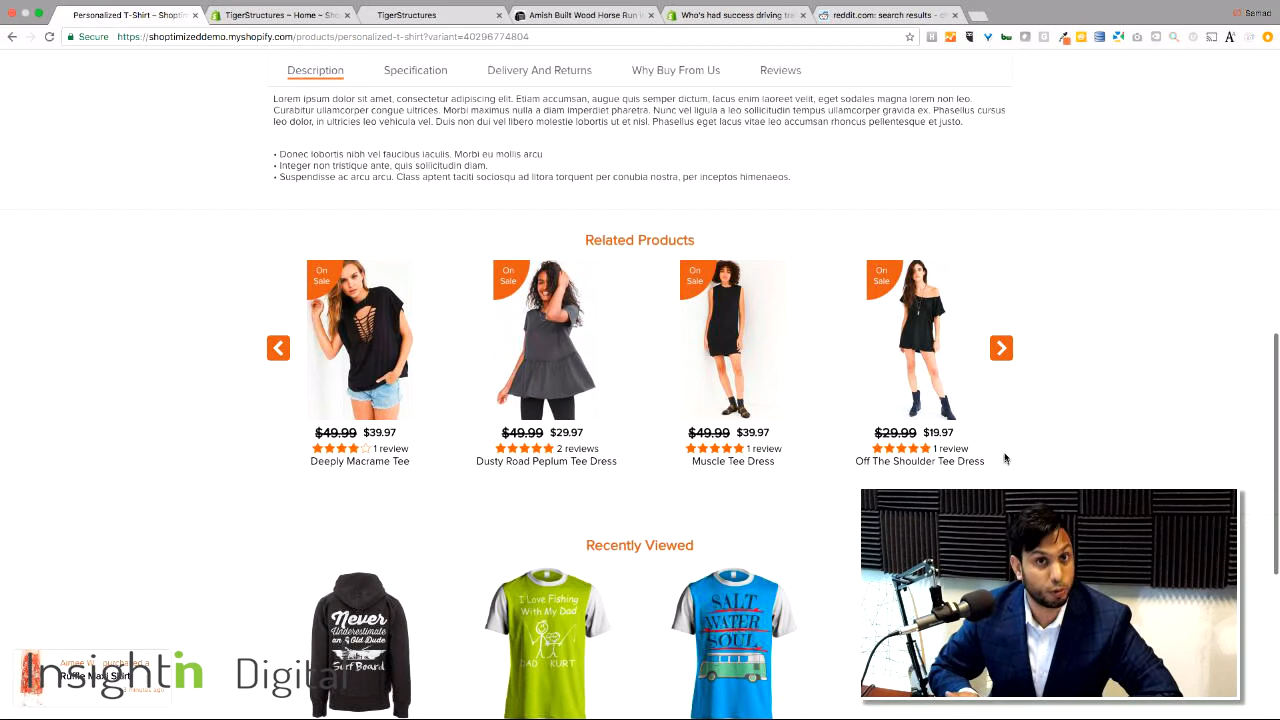 Personalized T-Shirt – Shoptim
TigerStructures - Home - Sho
TigerStructures
Amish Built Wood Horse Run i
Who's had success driving tra
reddit.com: search results - c
Samad
Secure https://shoptimizeddemo.myshopify.com/products/personalized-t-shirt?variant=40296774804
Description Specification Delivery And Returns Why Buy From Us Reviews
Lorem ipsum dolor sit amet, consectetur adipiscing elit. Etiam accumsan, augue quis semper dictum, lacus enim laoreet velit, eget sodales magna lorem non leo.
Curabitur ullamcorper congue ultrices. Morbi maximus nulla a diam imperdiet pharetra. Nunc vel ligula a leo sollicitudin tempus ullamcorper gravida ex. Phasellus cursus
leo dolor, in ultricies leo vehicula vel. Duis non dui vel libero molestie lobortis ut et nisl. Phasellus eget lacus vitae leo accumsan rhoncus pellentesque et justo.
• Donec lobortis nibh vel faucibus iaculis. Morbi eu mollis arcu
• Integer non tristique ante, quis sollicitudin diam.
• Suspendisse ac arcu arcu. Class aptent taciti sociosqu ad litora torquent per conubia nostra, per inceptos himenaeos.
Related Products
On Sale
On Sale
On Sale
On Sale
$49.99 $39.97
1 review
Deeply Macrame Tee
$49.99 $29.97
2 reviews
Dusty Road Peplum Tee Dress
$49.99 $39.97
1 review
Muscle Tee Dress
$29.99 $19.97
1 review
Off The Shoulder Tee Dress
Recently Viewed
Never
Underestimate
an Old Dude
Surf Board
I Love Fishing
With My Dad
DAD KURT
SALT
WATER
SOUL
Aimee W. purchased a
Ruffle Maxi Skirt
minutes ago
Insightin Digital